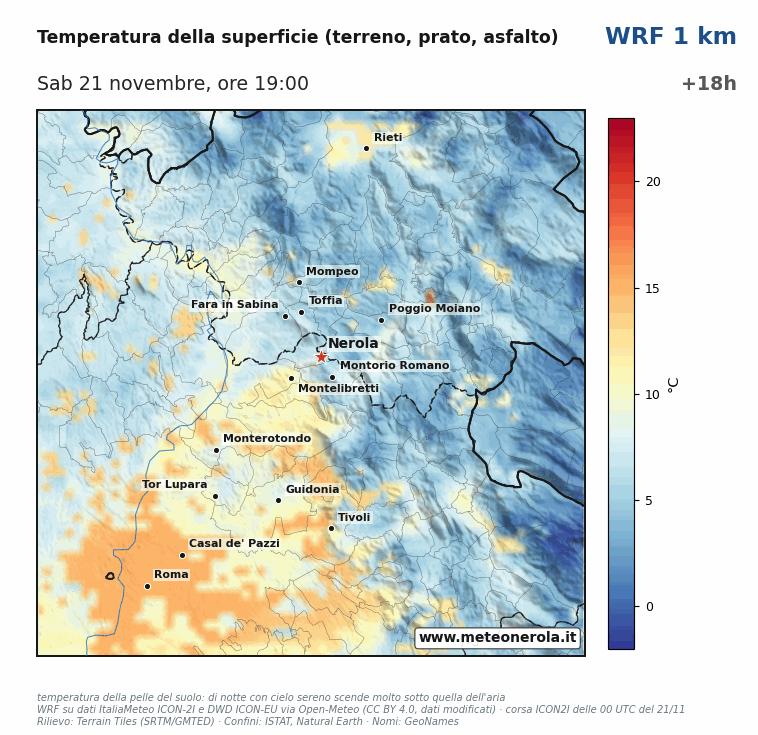 Temperatura della superficie (terreno, prato, asfalto)
WRF 1 km
Sab 21 novembre, ore 19:00
+18h
Rieti
Mompeo
Fara in Sabina
Toffia
Poggio Moiano
Nerola
Montorio Romano
Montelibretti
Monterotondo
Tor Lupara
Guidonia
Tivoli
Casal de' Pazzi
Roma
www.meteonerola.it
20
15
10
5
0
°C
temperatura della pelle del suolo: di notte con cielo sereno scende molto sotto quella dell'aria
WRF su dati ItaliaMeteo ICON-2I e DWD ICON-EU via Open-Meteo (CC BY 4.0, dati modificati) · corsa ICON2I delle 00 UTC del 21/11
Rilievo: Terrain Tiles (SRTM/GMTED) · Confini: ISTAT, Natural Earth · Nomi: GeoNames